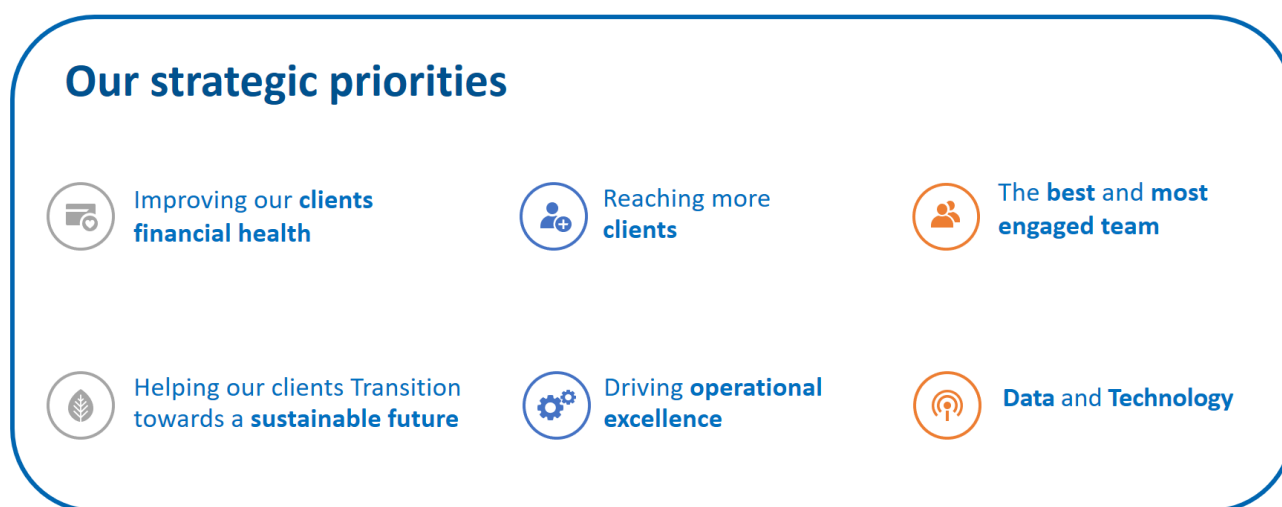 Our strategic priorities
Improving our clients
financial health
Reaching more
clients
The best and most
engaged team
Helping our clients Transition
towards a sustainable future
Driving operational
excellence
Data and Technology